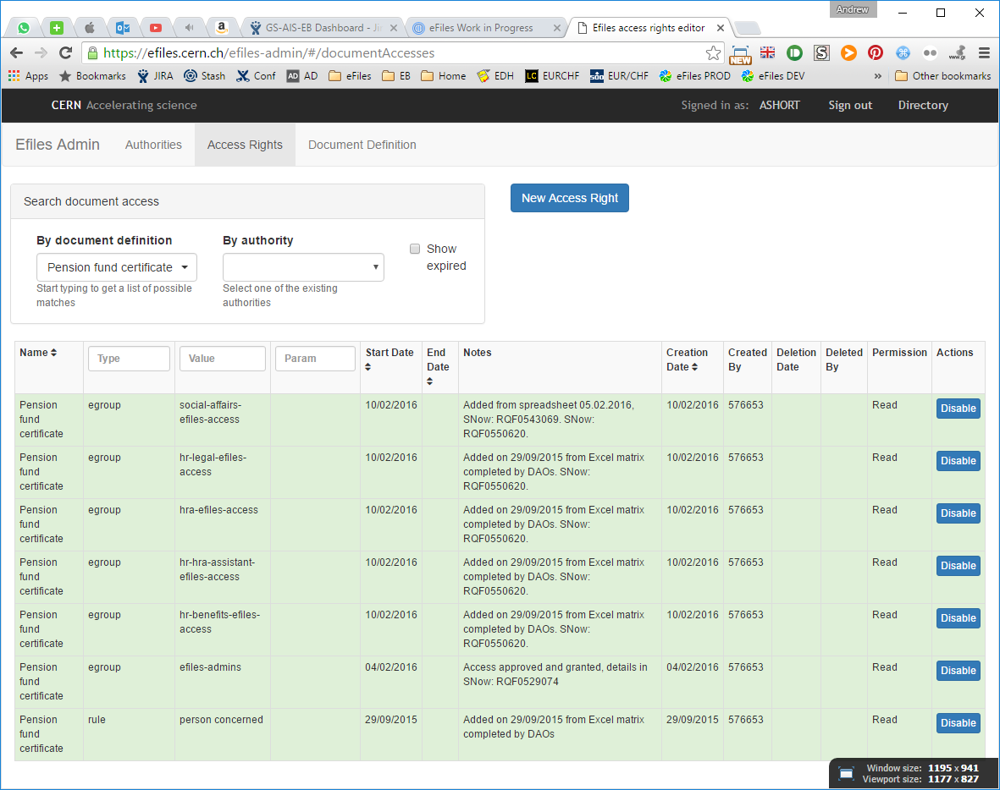 Andrew
GS-AIS-EB Dashboard - Ji
eFiles Work in Progress
Efiles access rights editor
https://efiles.cern.ch/efiles-admin/#/documentAccesses
NEW
Apps Bookmarks JIRA Stash Conf AD AD eFiles EB Home EDH LC EURCHF EUR/CHF eFiles PROD eFiles DEV » Other bookmarks
CERN Accelerating science
Signed in as: ASHORT Sign out Directory
Efiles Admin Authorities Access Rights Document Definition
Search document access
New Access Right
By document definition
Pension fund certificate
Start typing to get a list of possible
matches
By authority
Select one of the existing
authorities
Show
expired
Name Type Value Param Start Date End Date Notes Creation Date Created By Deletion Date Deleted By Permission Actions
Pension fund certificate egroup social-affairs-efiles-access 10/02/2016 Added from spreadsheet 05.02.2016, SNow: RQF0543069. SNow: RQF0550620. 10/02/2016 576653 Read Disable
Pension fund certificate egroup hr-legal-efiles-access 10/02/2016 Added on 29/09/2015 from Excel matrix completed by DAOs. SNow: RQF0550620. 10/02/2016 576653 Read Disable
Pension fund certificate egroup hra-efiles-access 10/02/2016 Added on 29/09/2015 from Excel matrix completed by DAOs. SNow: RQF0550620. 10/02/2016 576653 Read Disable
Pension fund certificate egroup hr-hra-assistant-efiles-access 10/02/2016 Added on 29/09/2015 from Excel matrix completed by DAOs. SNow: RQF0550620. 10/02/2016 576653 Read Disable
Pension fund certificate egroup hr-benefits-efiles-access 10/02/2016 Added on 29/09/2015 from Excel matrix completed by DAOs. SNow: RQF0550620. 10/02/2016 576653 Read Disable
Pension fund certificate egroup efiles-admins 04/02/2016 Access approved and granted, details in SNow: RQF0529074 04/02/2016 576653 Read Disable
Pension fund certificate rule person concerned 29/09/2015 Added on 29/09/2015 from Excel matrix completed by DAOs 29/09/2015 576653 Read Disable
Window size: 1195 x 941
Viewport size: 1177 x 827